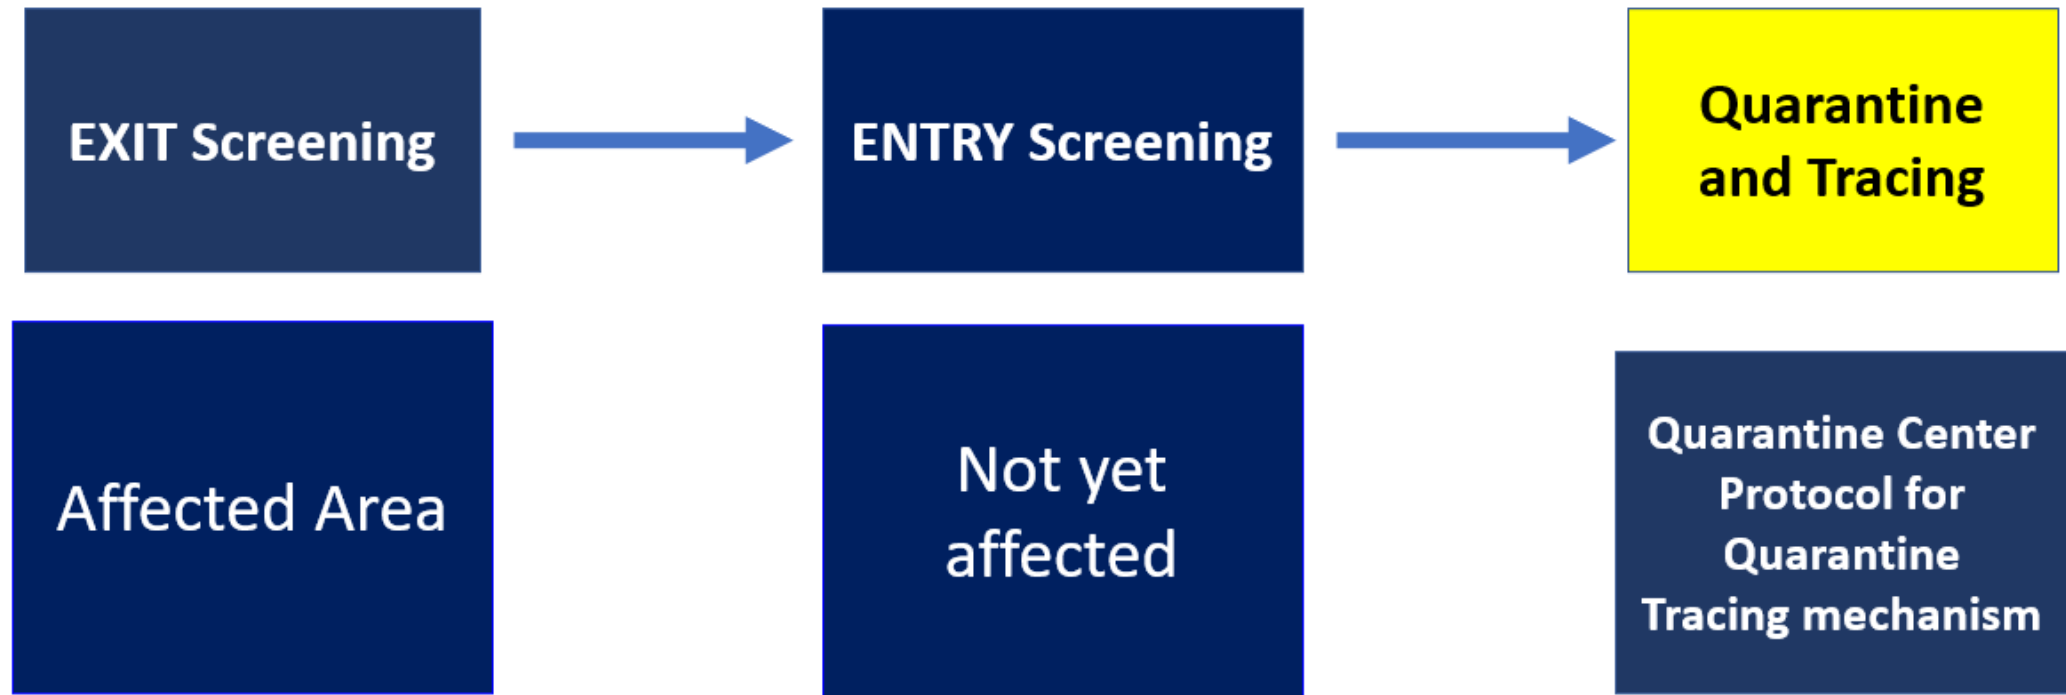 EXIT Screening
ENTRY Screening
Quarantine
and Tracing
Affected Area
Not yet
affected
Quarantine Center
Protocol for
Quarantine
Tracing mechanism